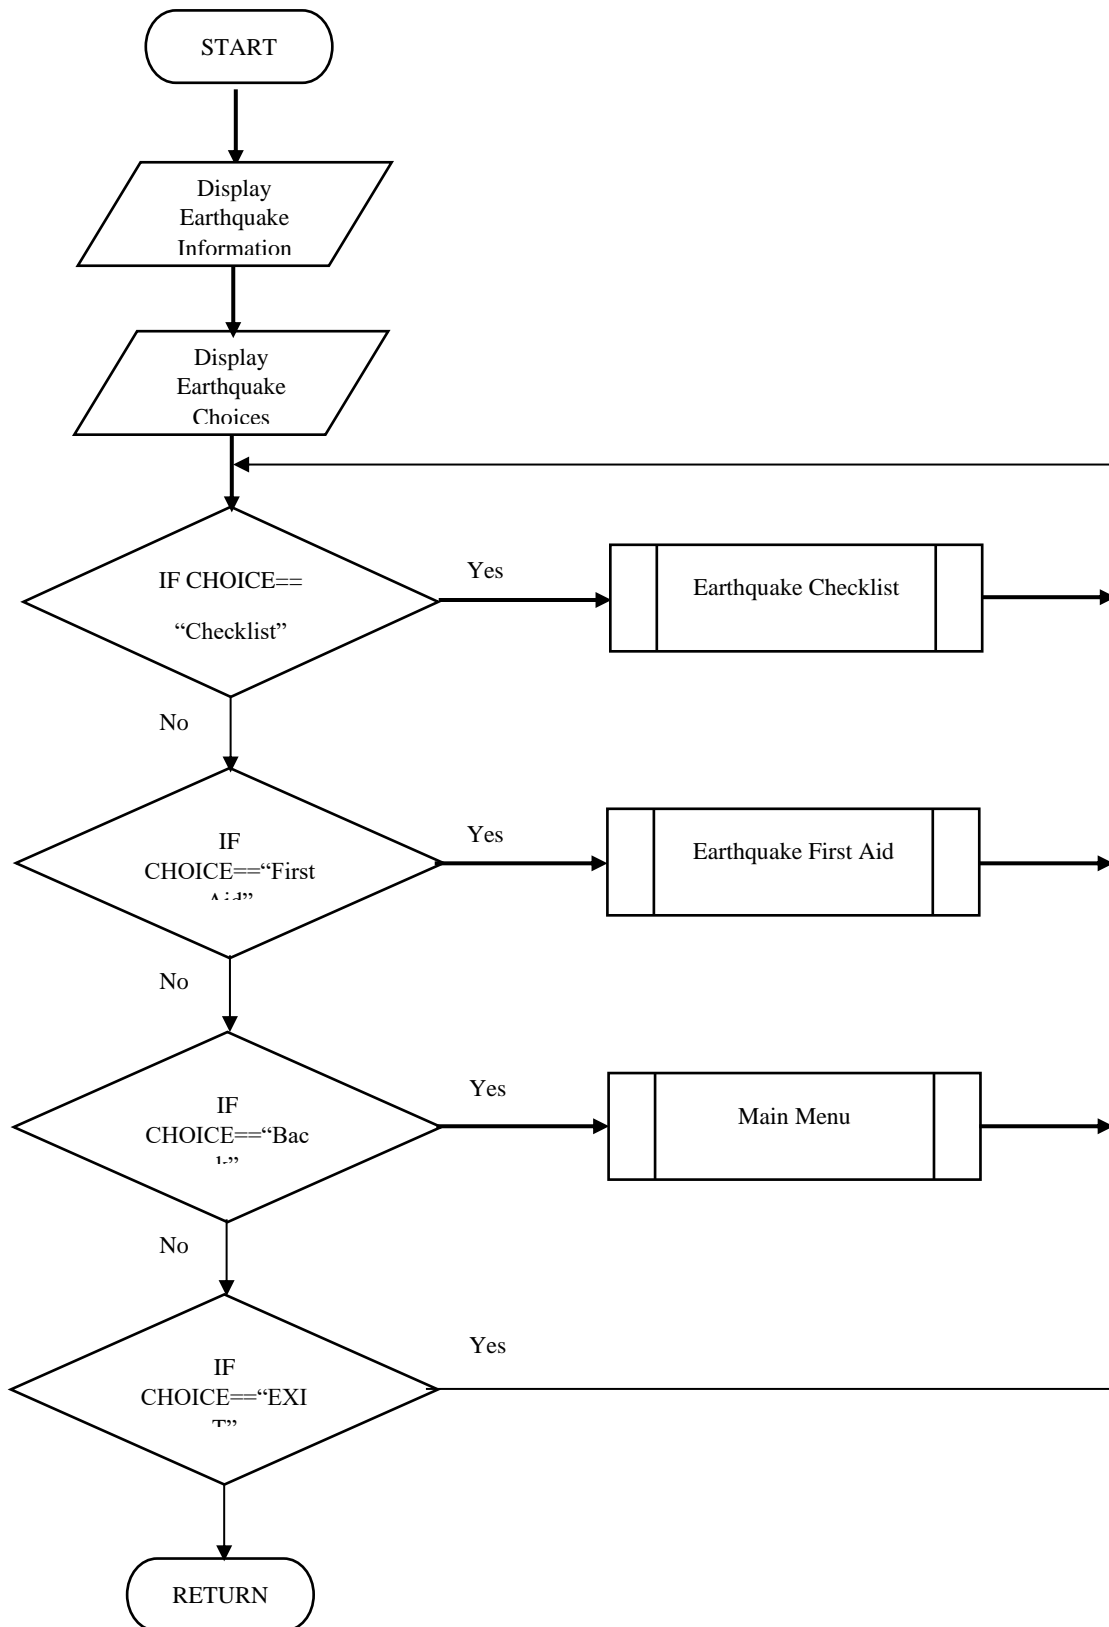 START
Display
Earthquake
Information
Display
Earthquake
Choices
IF CHOICE==
“Checklist”
Yes
Earthquake Checklist
No
IF
CHOICE==“First
Aid”
Yes
Earthquake First Aid
No
IF
CHOICE==“Bac
k”
Yes
Main Menu
No
IF
CHOICE==“EXI
T”
Yes
RETURN